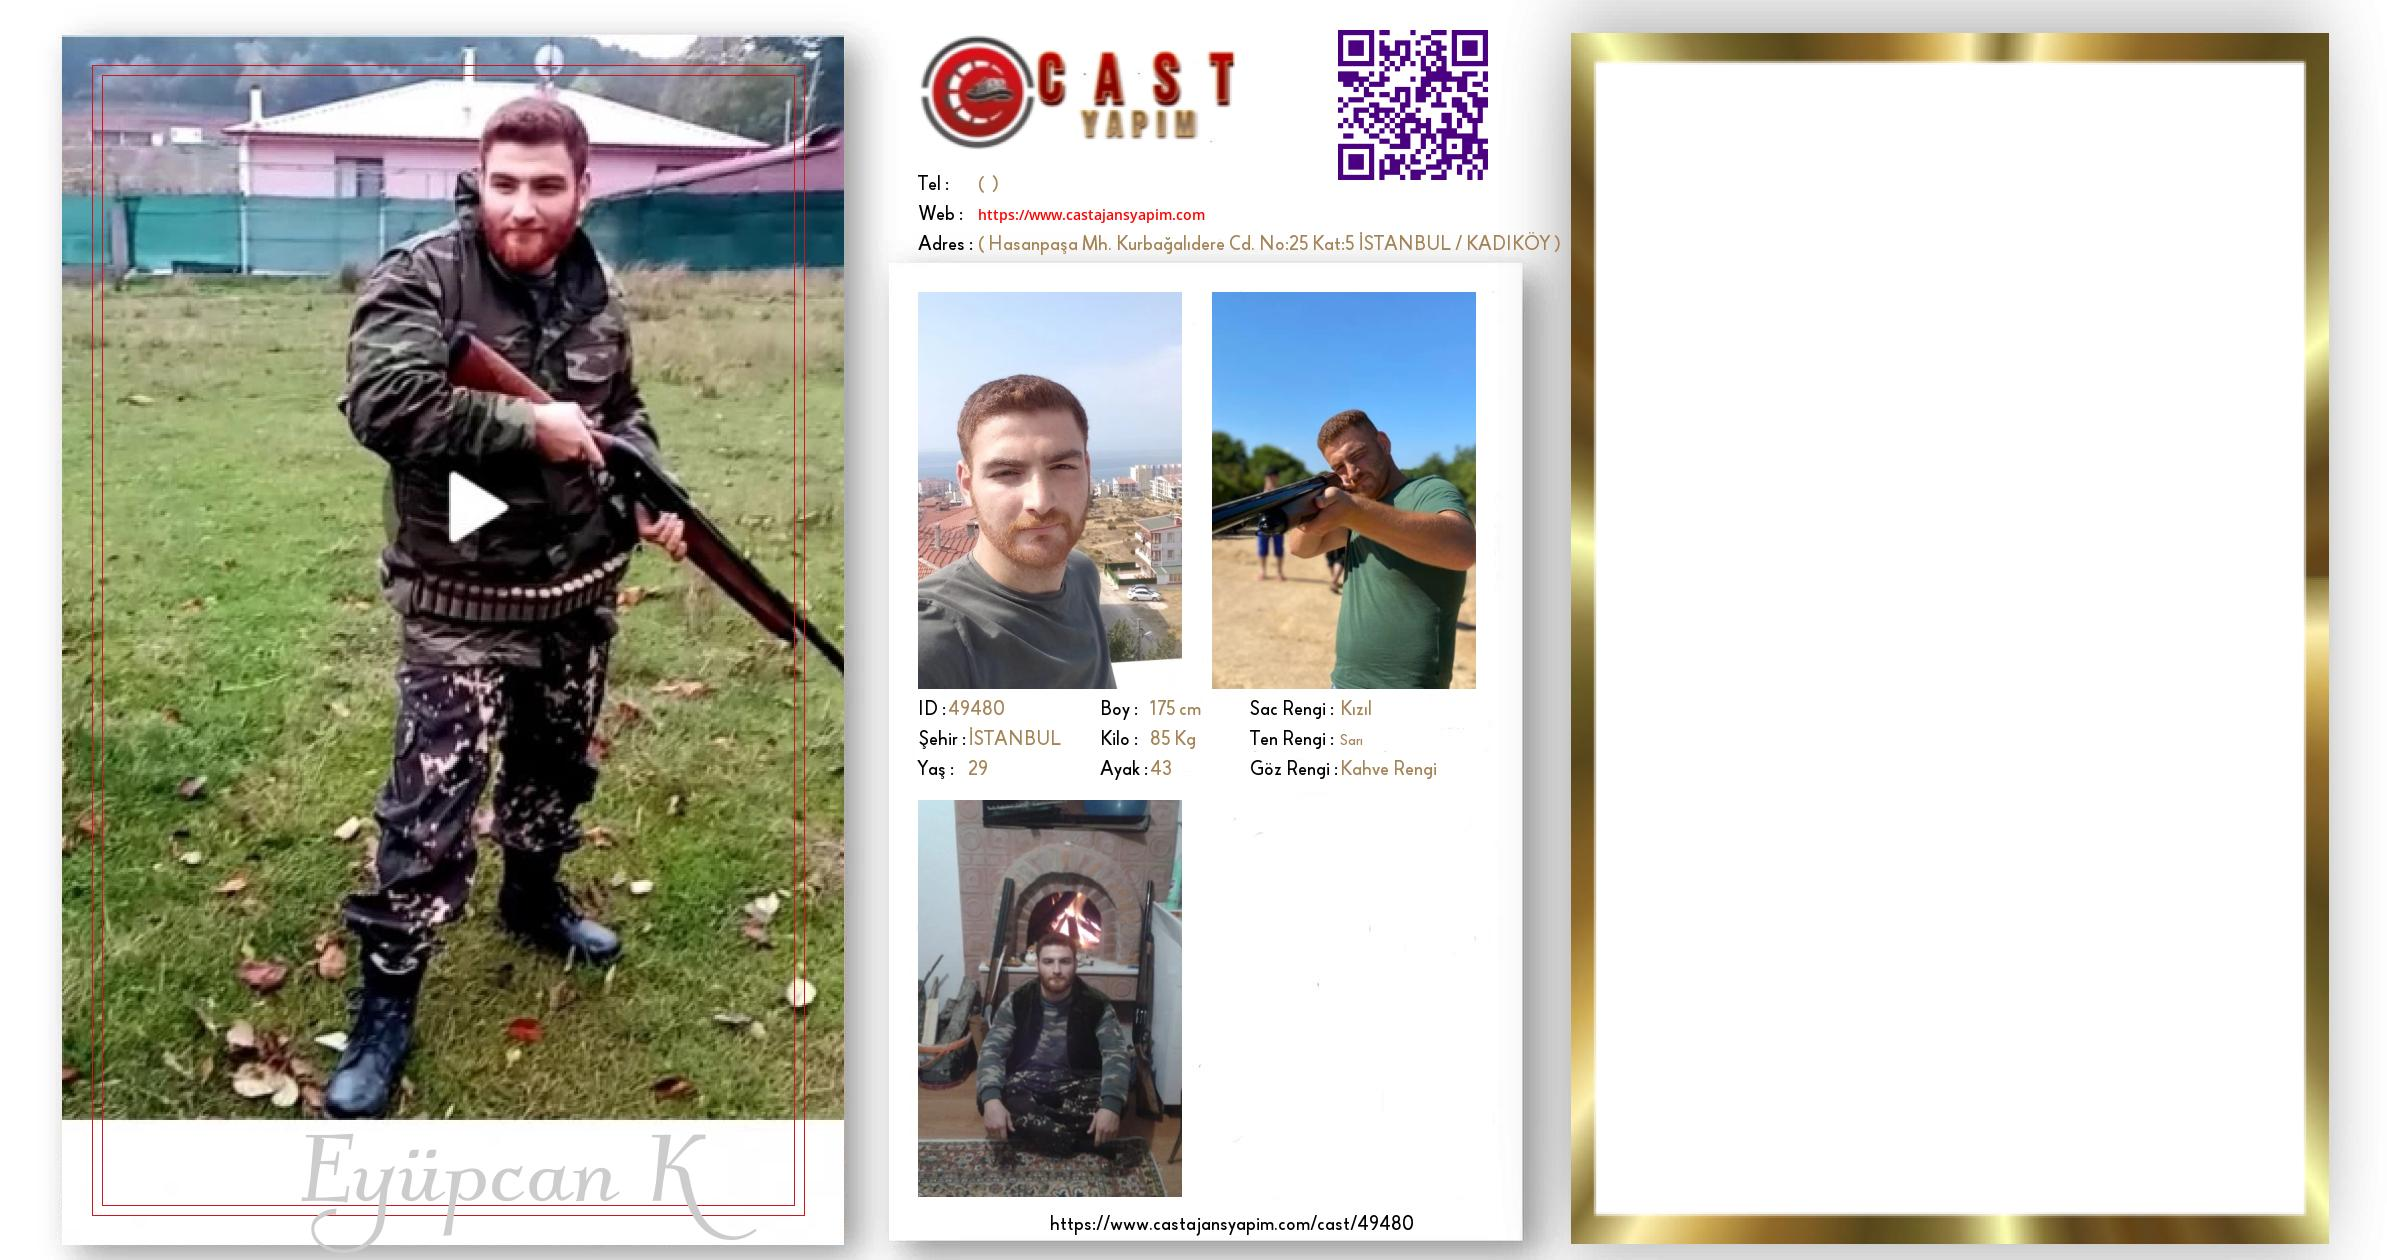 Eyüpcan K
CAST
YAPIM
Tel : ( )
Web : https://www.castajansyapim.com
Adres : ( Hasanpaşa Mh. Kurbağalıdere Cd. No:25 Kat:5 İSTANBUL / KADIKÖY )
ID : 49480 Boy : 175 cm Sac Rengi : Kızıl
Şehir : İSTANBUL Kilo : 85 Kg Ten Rengi : Sarı
Yaş : 29 Ayak : 43 Göz Rengi : Kahve Rengi
https://www.castajansyapim.com/cast/49480